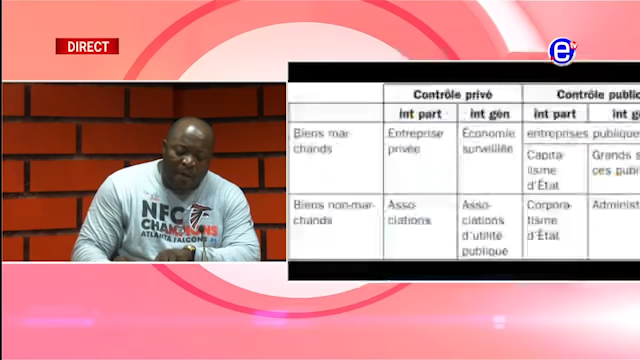 DIRECT
e
Contrôle privé
Contrôle public
int part
int gén
int part
int g
Biens mar-
chands
Entreprise
privée
Économie
surveillée
entreprises publique
Capita-
lisme
d'État
Grands s
ces publi
Biens non-mar-
chands
Asso-
ciations
Asso-
ciations
d'utilité
publique
Corpora-
tisme
d'État
Administ
NFC
CHAMPIONS
ATLANTA FALCONS